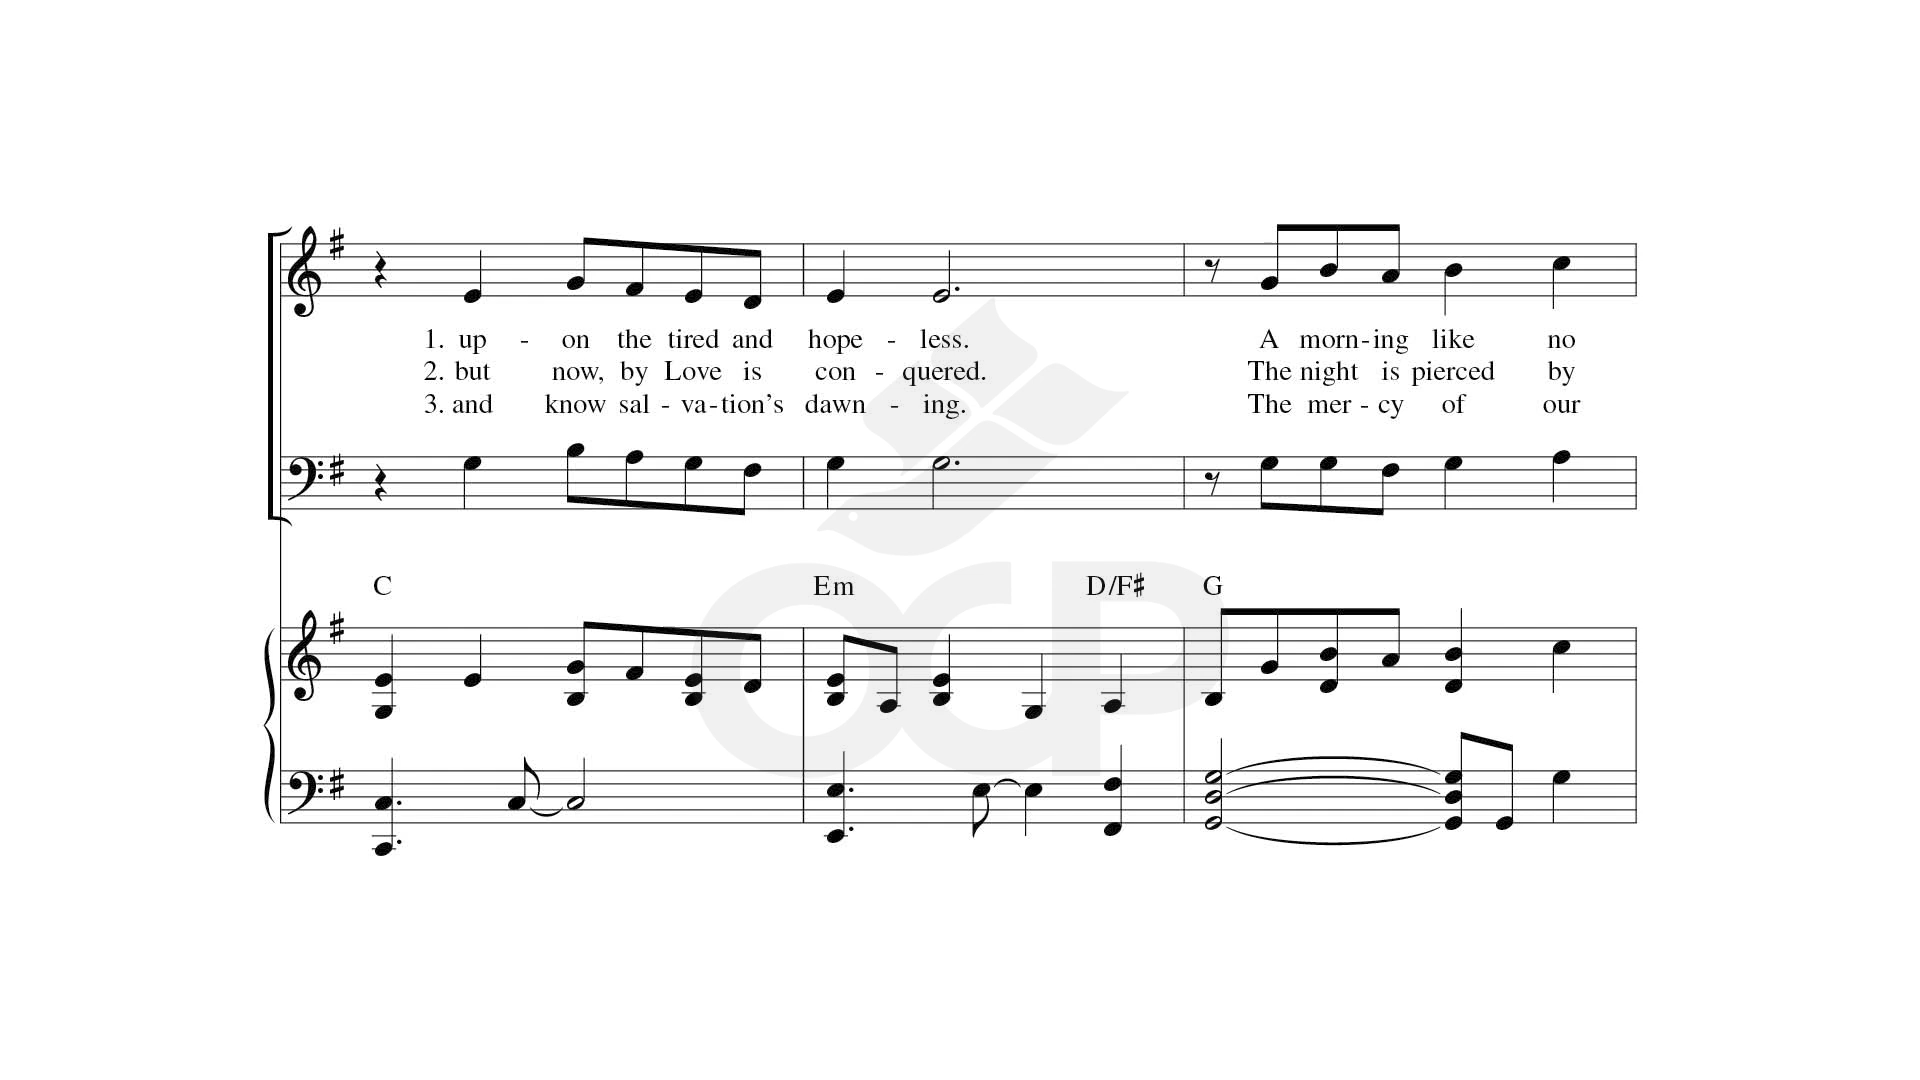 1. up - on the tired and hope - less. A morn - ing like no
2. but now, by Love is con - quered. The night is pierced by
3. and know sal - va - tion’s dawn - ing. The mer - cy of our
C Em D/F♯ G
OCP